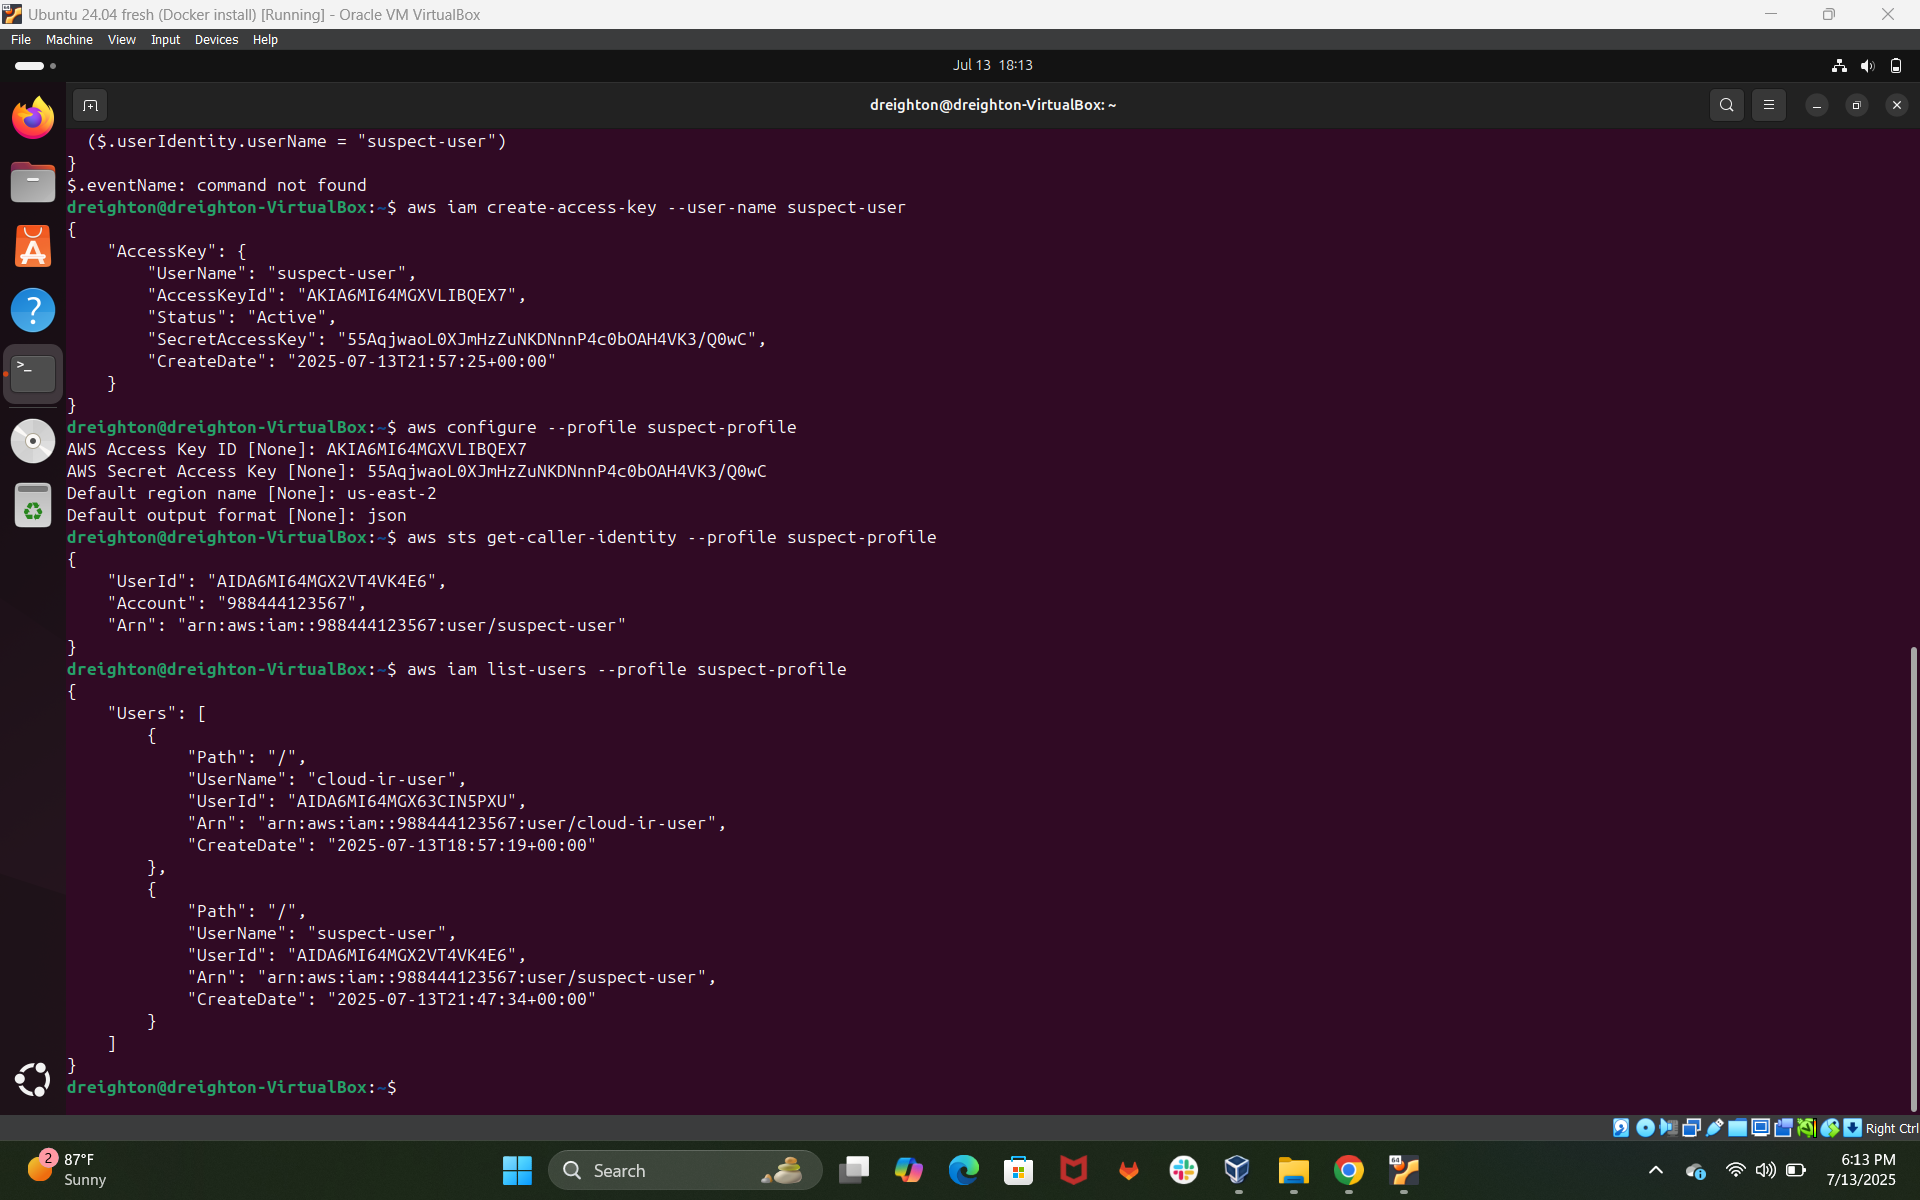 Ubuntu 24.04 fresh (Docker install) [Running] - Oracle VM VirtualBox
File Machine View Input Devices Help
Jul 13 18:13
dreighton@dreighton-VirtualBox: ~
($.userIdentity.userName = "suspect-user")
}
$.eventName: command not found
dreighton@dreighton-VirtualBox:~$ aws iam create-access-key --user-name suspect-user
{
    "AccessKey": {
        "UserName": "suspect-user",
        "AccessKeyId": "AKIA6MI64MGXVLIBQEX7",
        "Status": "Active",
        "SecretAccessKey": "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",
        "CreateDate": "2025-07-13T21:57:25+00:00"
    }
}
dreighton@dreighton-VirtualBox:~$ aws configure --profile suspect-profile
AWS Access Key ID [None]: AKIA6MI64MGXVLIBQEX7
AWS Secret Access Key [None]: 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
Default region name [None]: us-east-2
Default output format [None]: json
dreighton@dreighton-VirtualBox:~$ aws sts get-caller-identity --profile suspect-profile
{
    "UserId": "AIDA6MI64MGX2VT4VK4E6",
    "Account": "988444123567",
    "Arn": "arn:aws:iam::988444123567:user/suspect-user"
}
dreighton@dreighton-VirtualBox:~$ aws iam list-users --profile suspect-profile
{
    "Users": [
        {
            "Path": "/",
            "UserName": "cloud-ir-user",
            "UserId": "AIDA6MI64MGX63CIN5PXU",
            "Arn": "arn:aws:iam::988444123567:user/cloud-ir-user",
            "CreateDate": "2025-07-13T18:57:19+00:00"
        },
        {
            "Path": "/",
            "UserName": "suspect-user",
            "UserId": "AIDA6MI64MGX2VT4VK4E6",
            "Arn": "arn:aws:iam::988444123567:user/suspect-user",
            "CreateDate": "2025-07-13T21:47:34+00:00"
        }
    ]
}
dreighton@dreighton-VirtualBox:~$
Right Ctrl
2
87°F
Sunny
Search
64
6:13 PM
7/13/2025